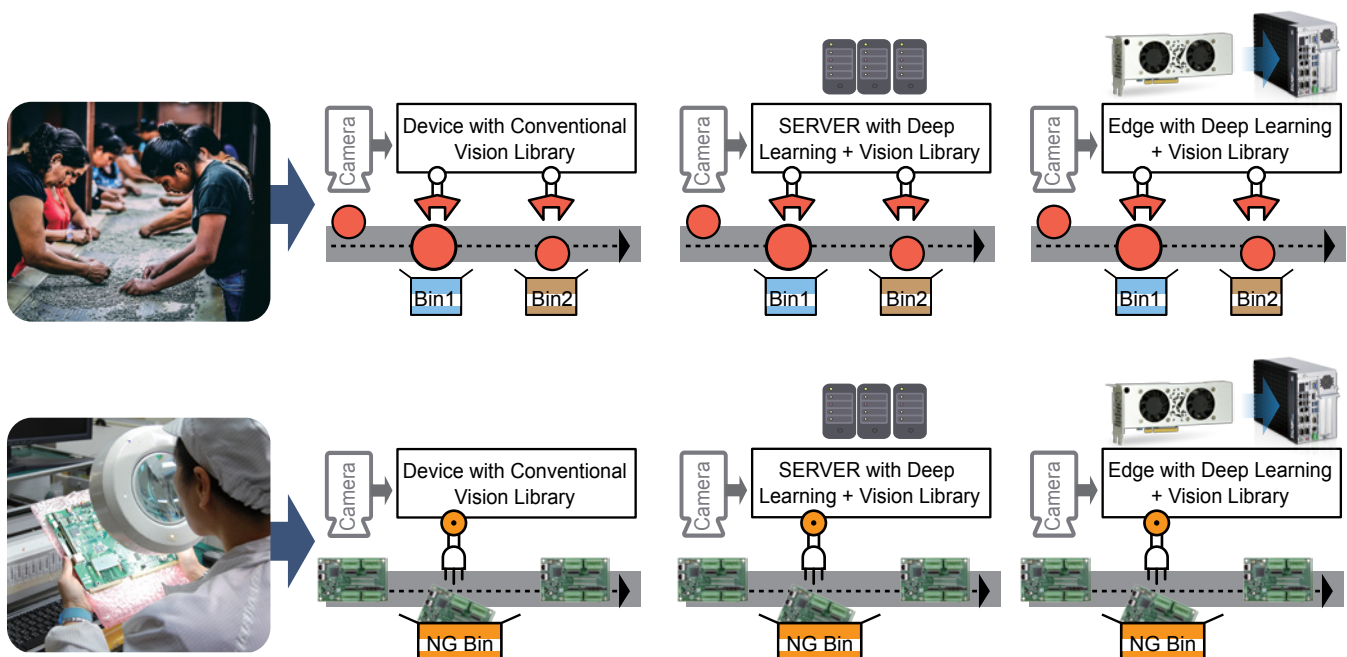 Camera
Device with Conventional
Vision Library
Bin1
Bin2
Camera
SERVER with Deep
Learning + Vision Library
Bin1
Bin2
Camera
Edge with Deep Learning
+ Vision Library
Bin1
Bin2
Camera
Device with Conventional
Vision Library
NG Bin
Camera
SERVER with Deep
Learning + Vision Library
NG Bin
Camera
Edge with Deep Learning
+ Vision Library
NG Bin